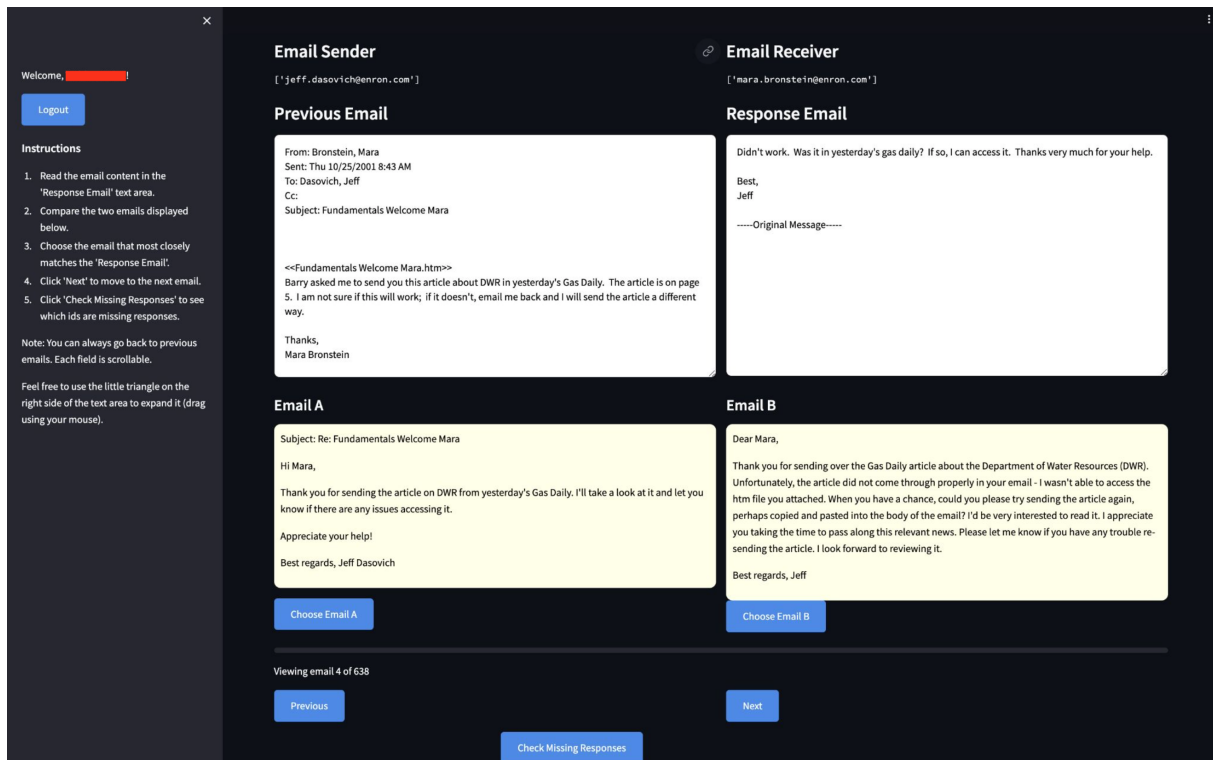 Welcome, !
Logout
Instructions
1. Read the email content in the
'Response Email' text area.
2. Compare the two emails displayed
below.
3. Choose the email that most closely
matches the 'Response Email'.
4. Click 'Next' to move to the next email.
5. Click 'Check Missing Responses' to see
which ids are missing responses.
Note: You can always go back to previous
emails. Each field is scrollable.
Feel free to use the little triangle on the
right side of the text area to expand it (drag
using your mouse).
Email Sender
['jeff.dasovich@enron.com']
Previous Email
From: Bronstein, Mara
Sent: Thu 10/25/2001 8:43 AM
To: Dasovich, Jeff
Cc:
Subject: Fundamentals Welcome Mara
<<Fundamentals Welcome Mara.htm>>
Barry asked me to send you this article about DWR in yesterday's Gas Daily.  The article is on page
5.  I am not sure if this will work;  if it doesn't, email me back and I will send the article a different
way.
Thanks,
Mara Bronstein
Email Receiver
['mara.bronstein@enron.com']
Response Email
Didn't work.  Was it in yesterday's gas daily?  If so, I can access it.  Thanks very much for your help.
Best,
Jeff
-----Original Message-----
Email A
Subject: Re: Fundamentals Welcome Mara
Hi Mara,
Thank you for sending the article on DWR from yesterday's Gas Daily. I'll take a look at it and let you
know if there are any issues accessing it.
Appreciate your help!
Best regards, Jeff Dasovich
Choose Email A
Email B
Dear Mara,
Thank you for sending over the Gas Daily article about the Department of Water Resources (DWR).
Unfortunately, the article did not come through properly in your email - I wasn't able to access the
htm file you attached. When you have a chance, could you please try sending the article again,
perhaps copied and pasted into the body of the email? I'd be very interested to read it. I appreciate
you taking the time to pass along this relevant news. Please let me know if you have any trouble re-
sending the article. I look forward to reviewing it.
Best regards, Jeff
Choose Email B
Viewing email 4 of 638
Previous
Next
Check Missing Responses